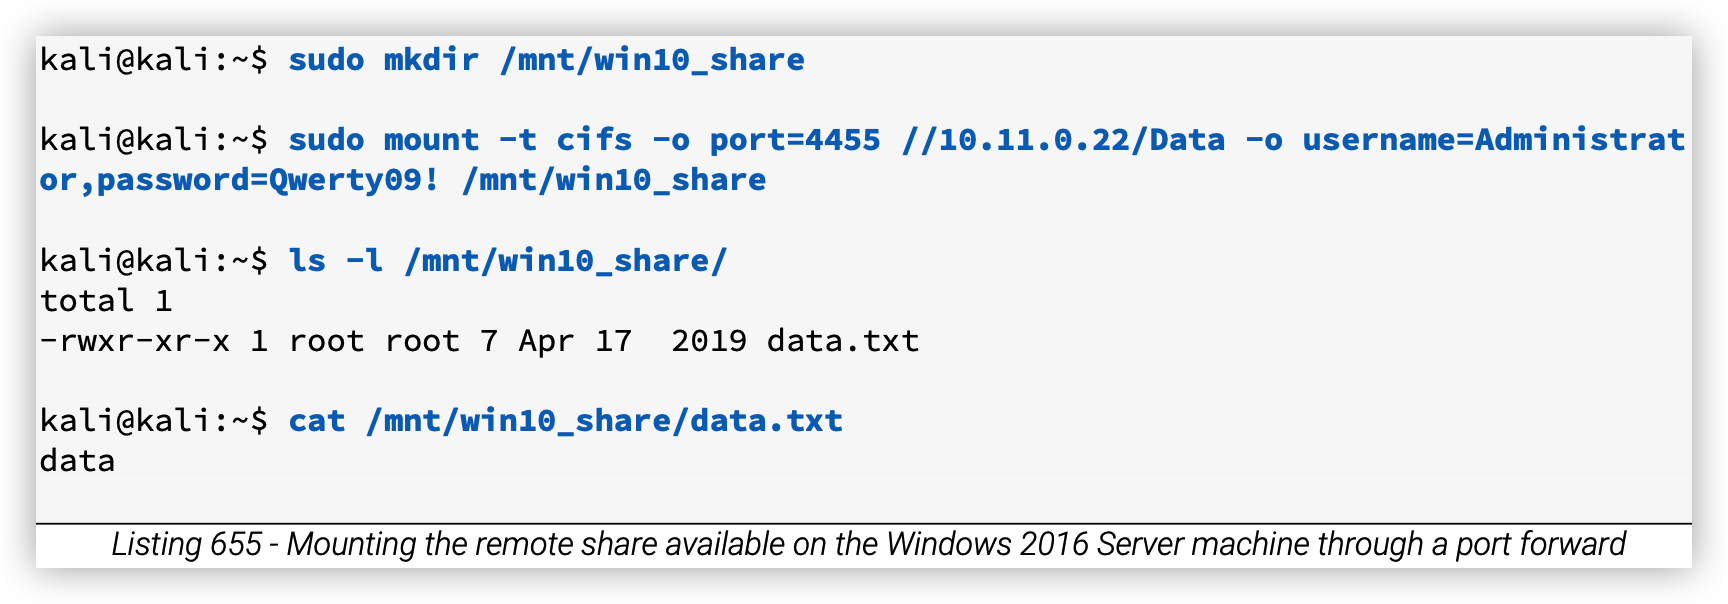 kali@kali:~$ sudo mkdir /mnt/win10_share
kali@kali:~$ sudo mount -t cifs -o port=4455 //10.11.0.22/Data -o username=Administrat
or,password=Qwerty09! /mnt/win10_share
kali@kali:~$ ls -l /mnt/win10_share/
total 1
-rwxr-xr-x 1 root root 7 Apr 17  2019 data.txt
kali@kali:~$ cat /mnt/win10_share/data.txt
data
Listing 655 - Mounting the remote share available on the Windows 2016 Server machine through a port forward